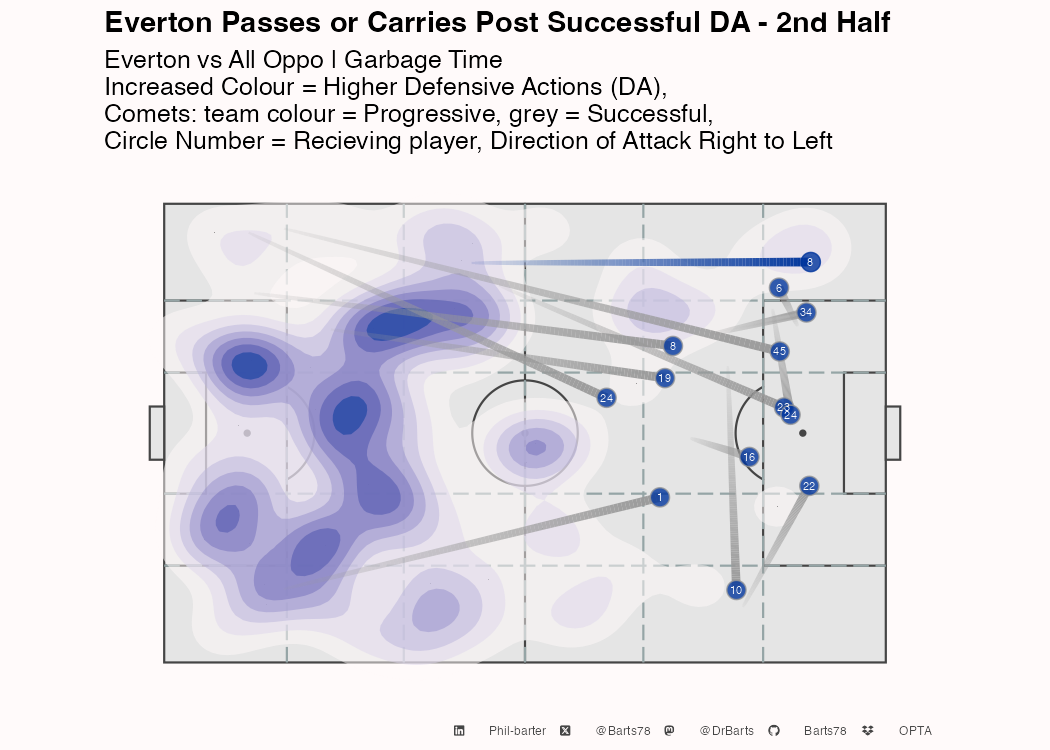 Everton Passes or Carries Post Successful DA - 2nd Half
Everton vs All Oppo | Garbage Time
Increased Colour = Higher Defensive Actions (DA),
Comets: team colour = Progressive, grey = Successful,
Circle Number = Recieving player, Direction of Attack Right to Left
8
6
34
8
45
19
24
23
24
16
22
1
10
Phil-barter @Barts78 @DrBarts Barts78 OPTA